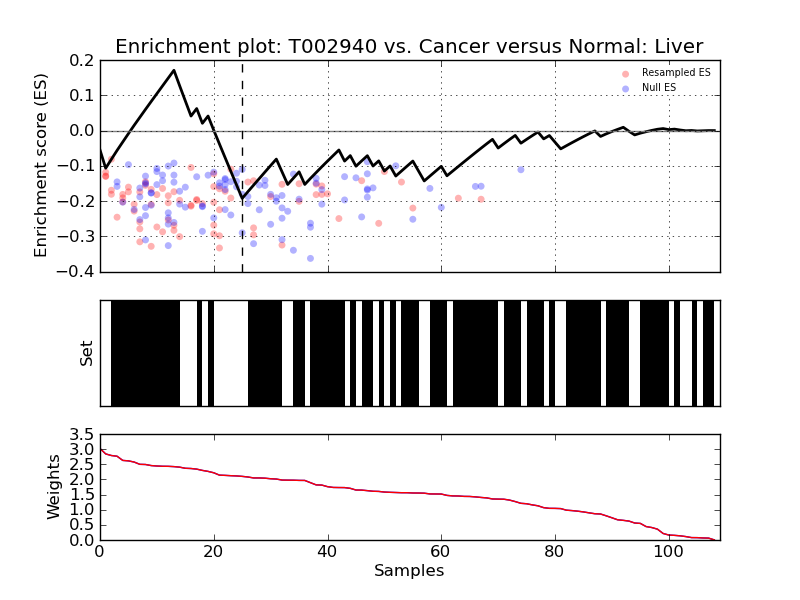 Enrichment plot: T002940 vs. Cancer versus Normal: Liver
Enrichment score (ES)
0.2
0.1
0.0
−0.1
−0.2
−0.3
−0.4
Resampled ES
Null ES
Set
Weights
3.5
3.0
2.5
2.0
1.5
1.0
0.5
0.0
0 20 40 60 80 100
Samples